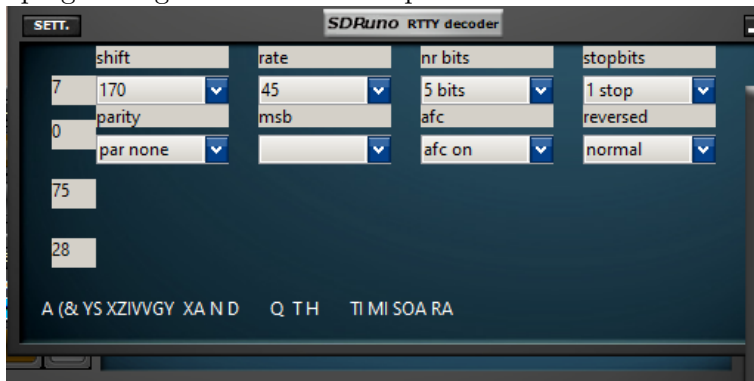 SETT. SDRuno RTTY decoder
shift rate nr bits stopbits
7 170 45 5 bits 1 stop
parity msb afc reversed
0
par none afc on normal
75
28
A (& YS XZIVVGY XA N D Q T H TI MI SOA RA